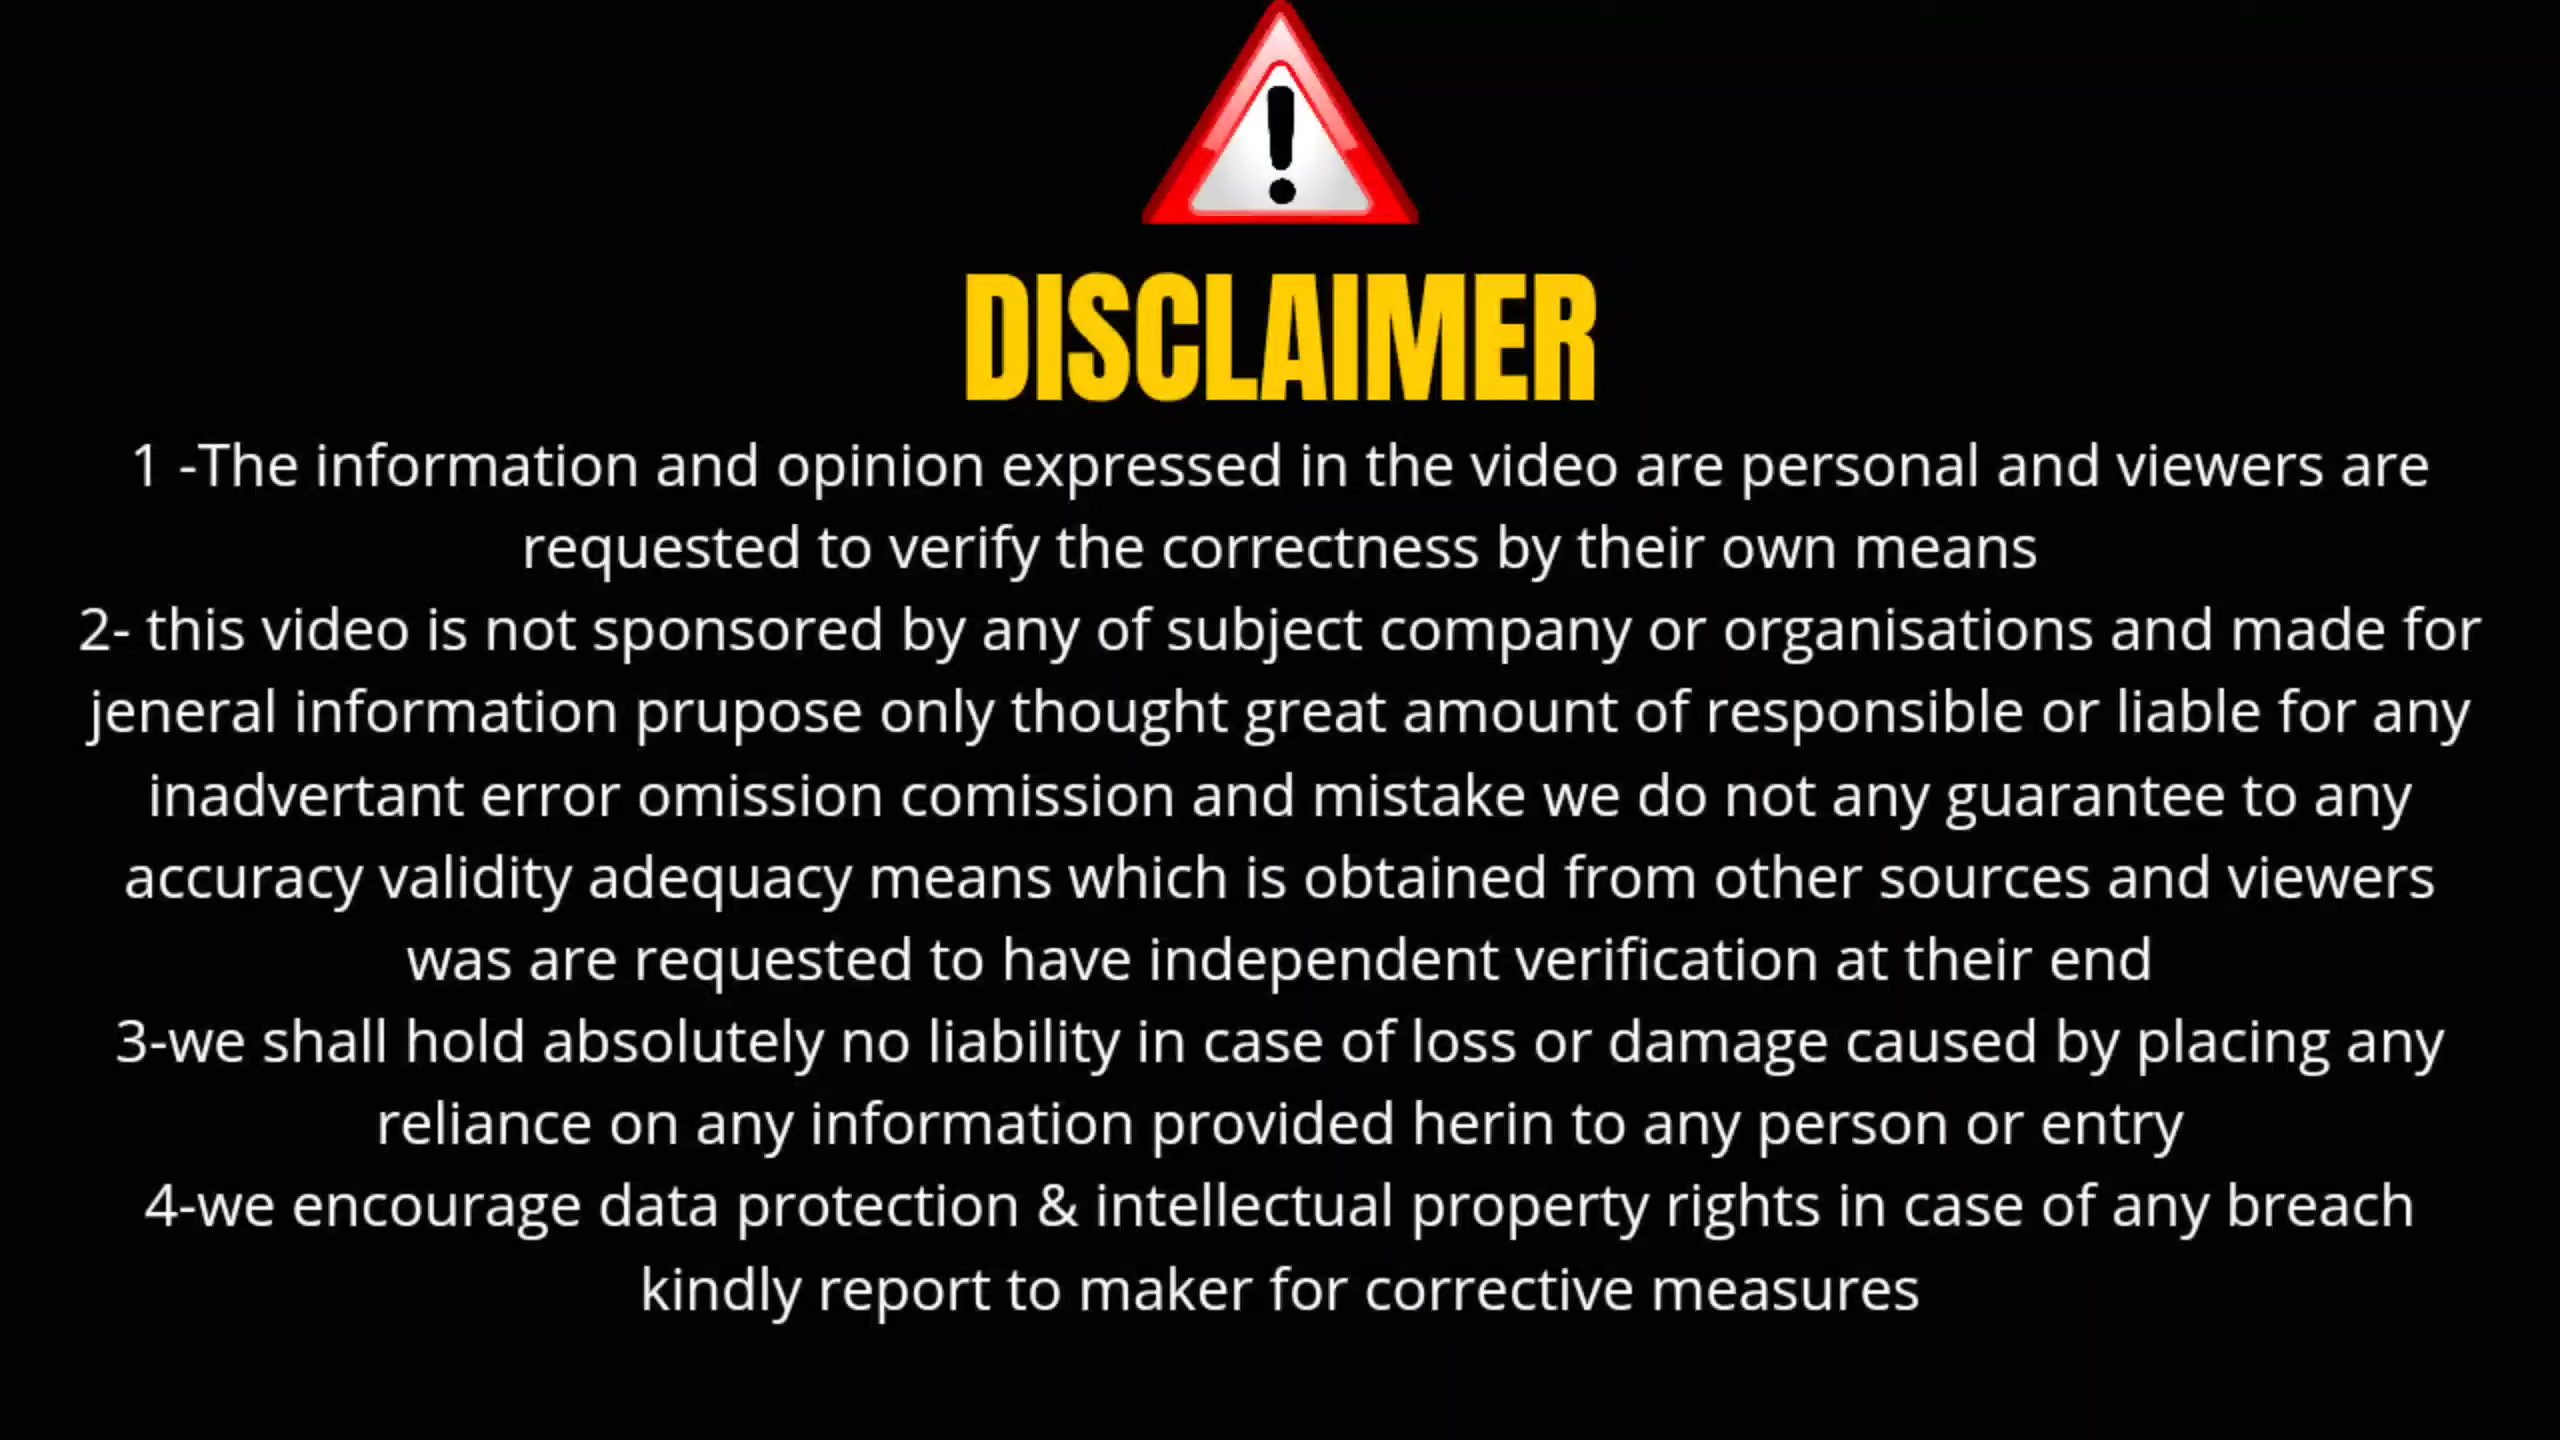 DISCLAIMER
1 -The information and opinion expressed in the video are personal and viewers are
requested to verify the correctness by their own means
2- this video is not sponsored by any of subject company or organisations and made for
jeneral information prupose only thought great amount of responsible or liable for any
inadvertant error omission comission and mistake we do not any guarantee to any
accuracy validity adequacy means which is obtained from other sources and viewers
was are requested to have independent verification at their end
3-we shall hold absolutely no liability in case of loss or damage caused by placing any
reliance on any information provided herin to any person or entry
4-we encourage data protection & intellectual property rights in case of any breach
kindly report to maker for corrective measures